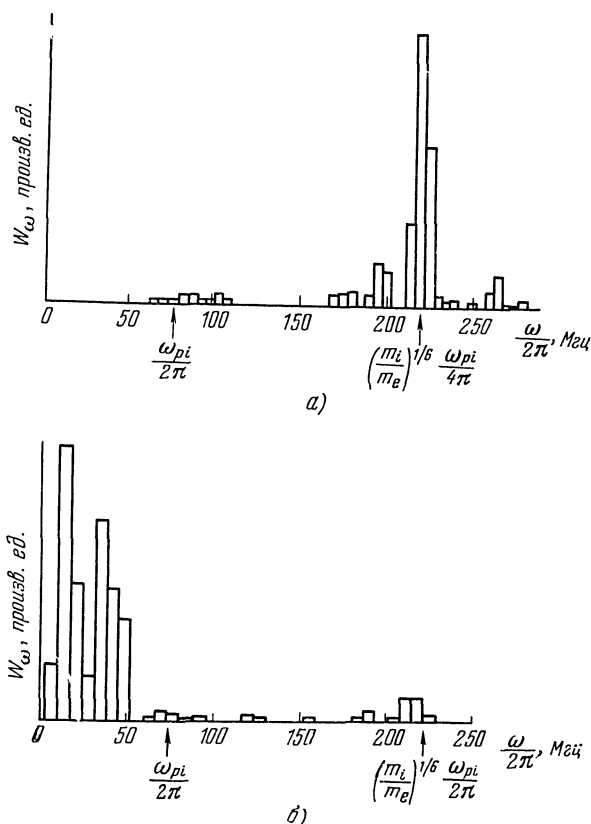 W_ω, произв. ед.
0 50 100 150 200 250 ω/2π, Мгц
ω_pi/2π (m_i/m_e)^1/6 ω_pi/4π
а)
W_ω, произв. ед.
0 50 100 150 200 250 ω/2π, Мгц
ω_pi/2π (m_i/m_e)^1/6 ω_pi/2π
б)